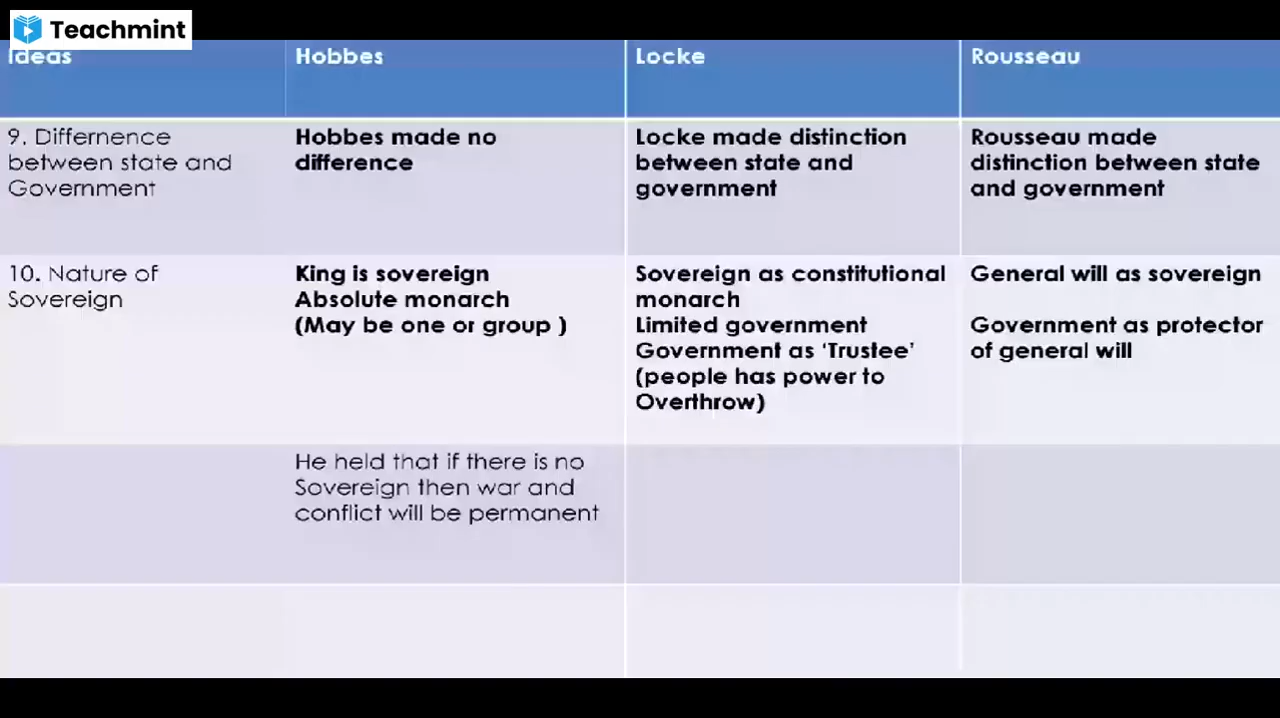 Teachmint
Ideas
Hobbes
Locke
Rousseau
9. Differnence
between state and
Government
Hobbes made no
difference
Locke made distinction
between state and
government
Rousseau made
distinction between state
and government
10. Nature of
Sovereign
King is sovereign
Absolute monarch
(May be one or group )
Sovereign as constitutional
monarch
Limited government
Government as ‘Trustee’
(people has power to
Overthrow)
General will as sovereign
Government as protector
of general will
He held that if there is no
Sovereign then war and
conflict will be permanent